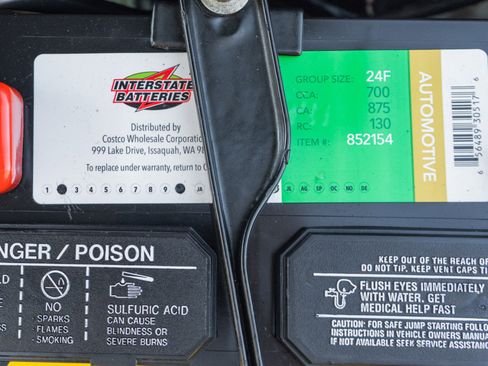 INTERSTATE
BATTERIES
Distributed by
Costco Wholesale Corporation
999 Lake Drive, Issaquah, WA
To replace under warranty, return to
GROUP SIZE: 24F
CCA: 700
CA: 875
RC: 130
ITEM #: 852154
AUTOMOTIVE
6 56489 30517 6
1 3 4 5 6 7 8 9 JA
JL AG SP OC NO DE
NGER / POISON
NO
SPARKS
FLAMES
SMOKING
SULFURIC ACID
CAN CAUSE
BLINDNESS OR
SEVERE BURNS
KEEP OUT OF THE REACH OF
DO NOT TIP. KEEP VENT CAPS
FLUSH EYES IMMEDIATELY
WITH WATER. GET
MEDICAL HELP FAST
CAUTION: FOR SAFE JUMP STARTING FOLLO
INSTRUCTIONS IN VEHICLE OWNERS MANUA
IF NOT AVAILABLE SEEK SERVICE ASSISTAN